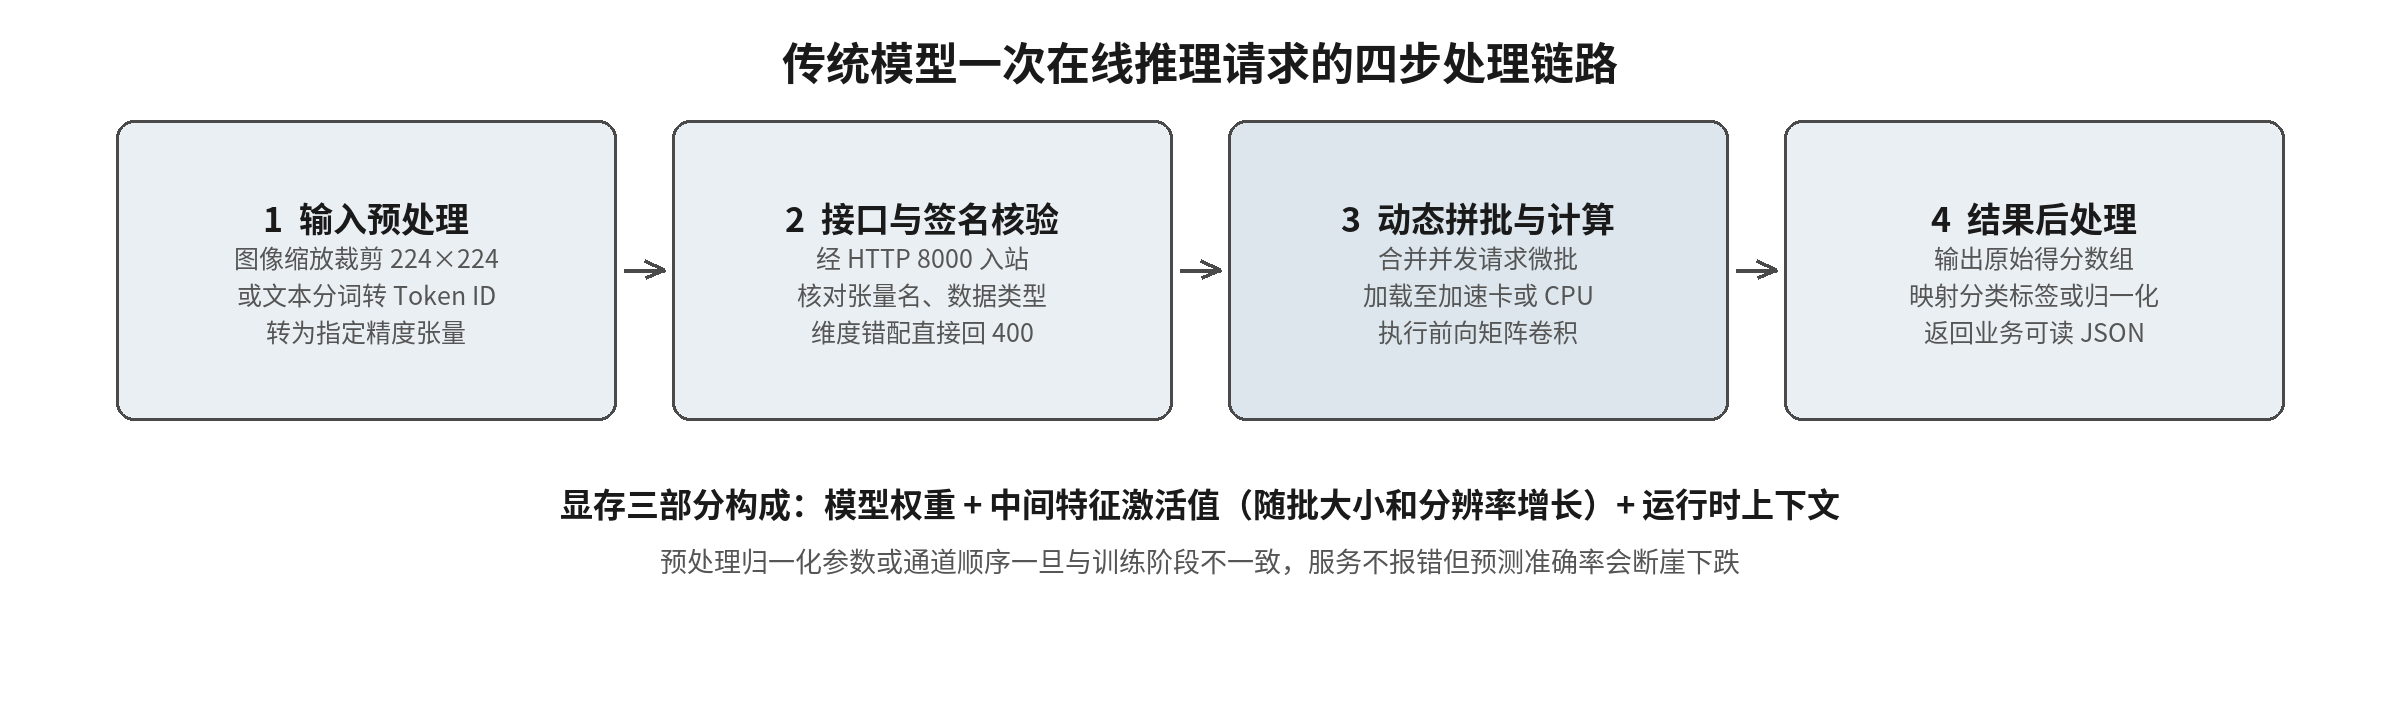 传统模型一次在线推理请求的四步处理链路
1 输入预处理
图像缩放裁剪 224×224
或文本分词转 Token ID
转为指定精度张量
2 接口与签名核验
经 HTTP 8000 入站
核对张量名、数据类型
维度错配直接回 400
3 动态拼批与计算
合并并发请求微批
加载至加速卡或 CPU
执行前向矩阵卷积
4 结果后处理
输出原始得分数组
映射分类标签或归一化
返回业务可读 JSON
显存三部分构成：模型权重 + 中间特征激活值（随批大小和分辨率增长）+ 运行时上下文
预处理归一化参数或通道顺序一旦与训练阶段不一致，服务不报错但预测准确率会断崖下跌